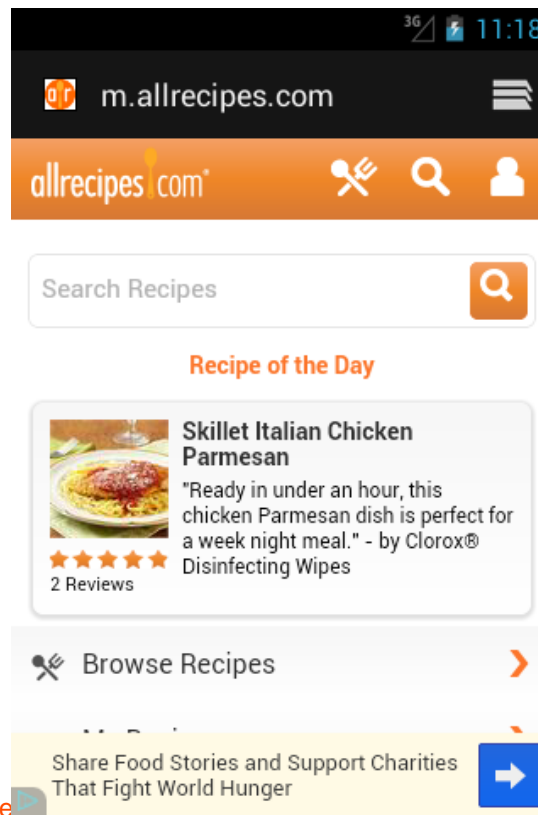 3G 11:18
m.allrecipes.com
allrecipes.com
Search Recipes
Recipe of the Day
Skillet Italian Chicken
Parmesan
"Ready in under an hour, this
chicken Parmesan dish is perfect for
a week night meal." - by Clorox®
Disinfecting Wipes
2 Reviews
Browse Recipes
Share Food Stories and Support Charities
That Fight World Hunger
e